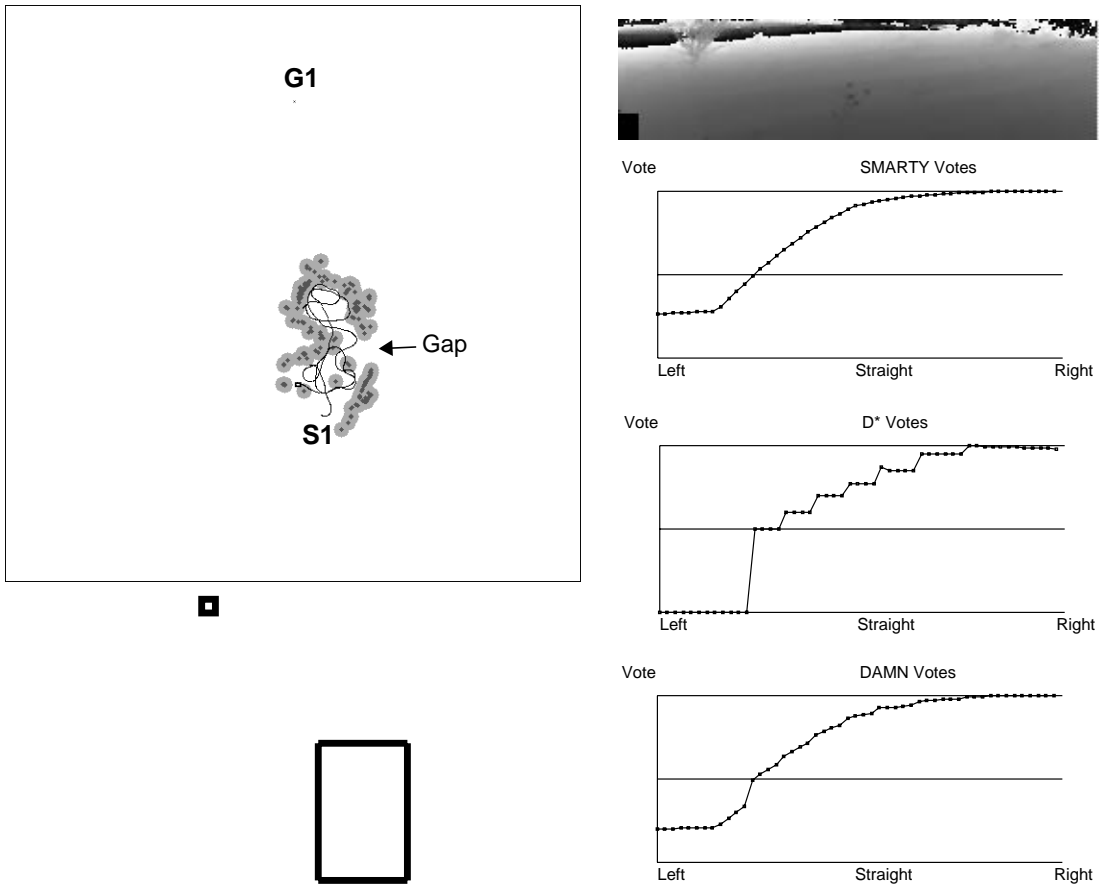 G1
Gap
S1
Vote SMARTY Votes
Left Straight Right
Vote D* Votes
Left Straight Right
Vote DAMN Votes
Left Straight Right